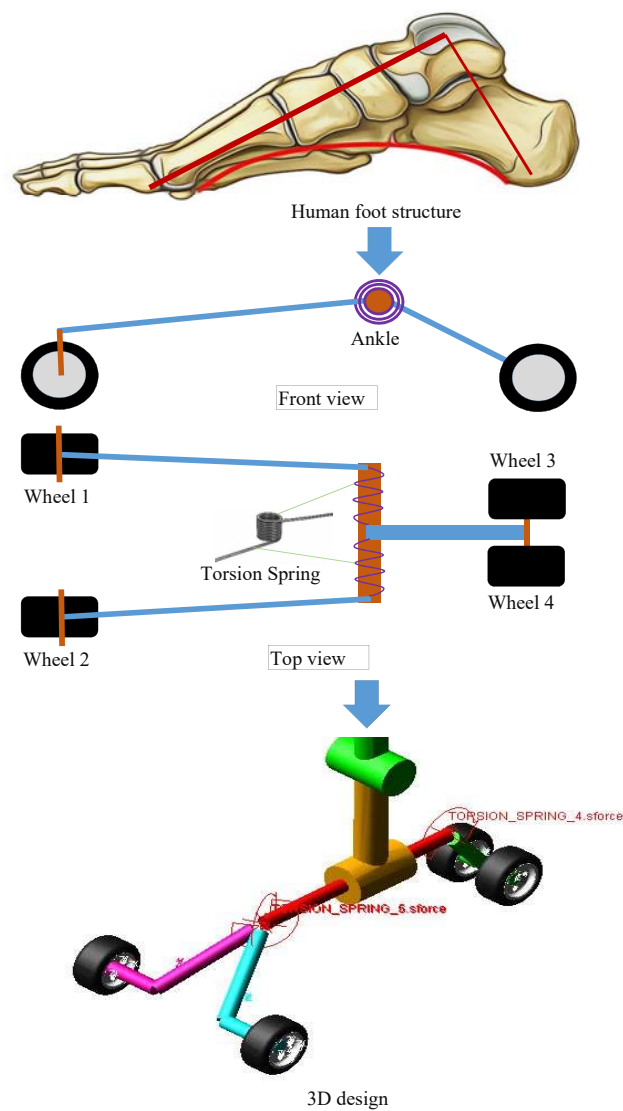 Human foot structure
Ankle
Front view
Wheel 1
Wheel 3
Torsion Spring
Wheel 4
Wheel 2
Top view
TORSION_SPRING_4.sforce
TORSION_SPRING_5.sforce
3D design